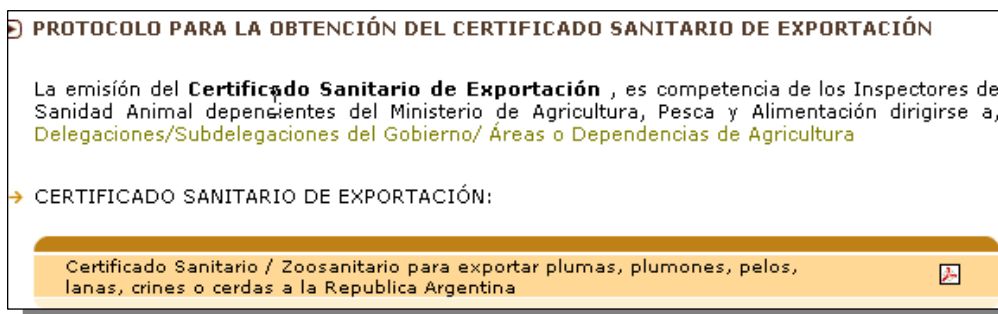 PROTOCOLO PARA LA OBTENCIÓN DEL CERTIFICADO SANITARIO DE EXPORTACIÓN
La emisión del Certificado Sanitario de Exportación , es competencia de los Inspectores de
Sanidad Animal dependientes del Ministerio de Agricultura, Pesca y Alimentación dirigirse a,
Delegaciones/Subdelegaciones del Gobierno/ Áreas o Dependencias de Agricultura
CERTIFICADO SANITARIO DE EXPORTACIÓN:
Certificado Sanitario / Zoosanitario para exportar plumas, plumones, pelos,
lanas, crines o cerdas a la Republica Argentina